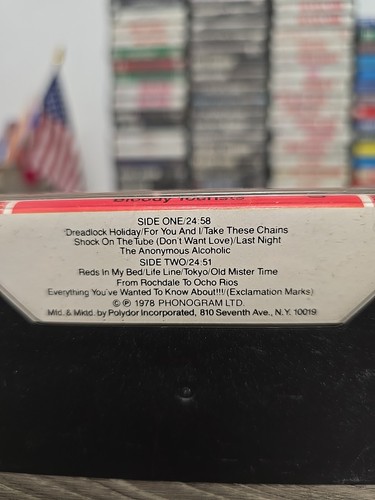 Bloody Tourists
SIDE ONE/24:58
Dreadlock Holiday/For You And I/Take These Chains
Shock On The Tube (Don't Want Love)/Last Night
The Anonymous Alcoholic
SIDE TWO/24:51
Reds In My Bed/Life Line/Tokyo/Old Mister Time
From Rochdale To Ocho Rios
Everything You've Wanted To Know About!!!/(Exclamation Marks)
© ℗ 1978 PHONOGRAM LTD.
Mfd. & Mktd. by Polydor Incorporated, 810 Seventh Ave., N.Y. 10019